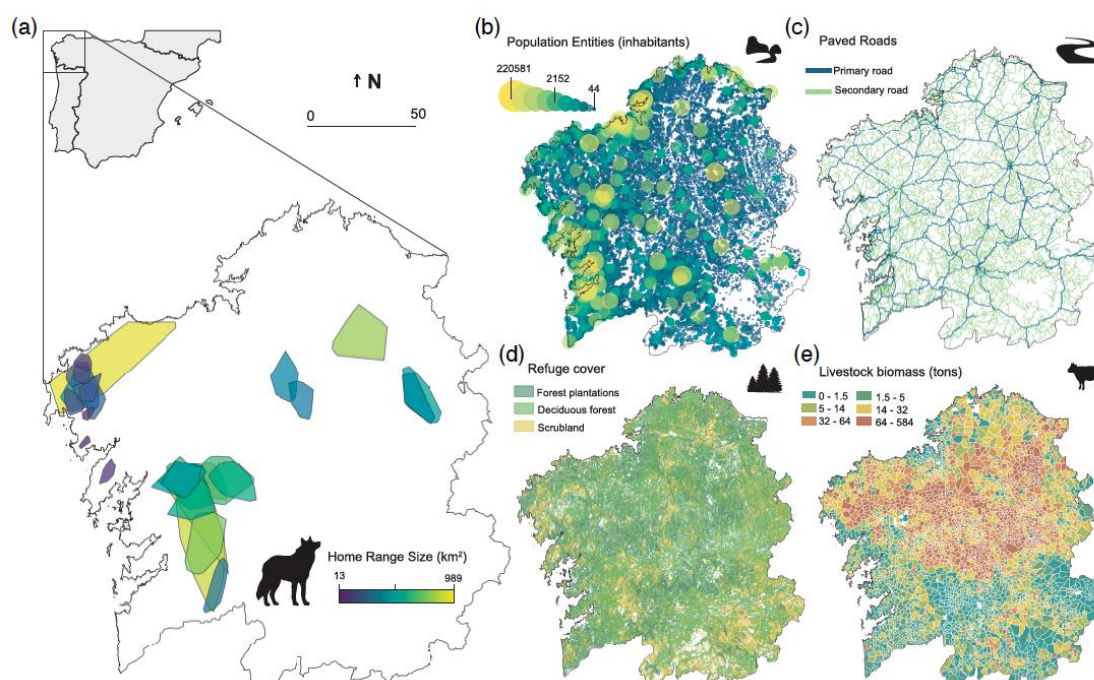 (a)
↑ N
0 50
Home Range Size (km²)
13 989
(b)
Population Entities (inhabitants)
220581 2152 44
(c)
Paved Roads
Primary road
Secondary road
(d)
Refuge cover
Forest plantations
Deciduous forest
Scrubland
(e)
Livestock biomass (tons)
0 - 1.5 1.5 - 5
5 - 14 14 - 32
32 - 64 64 - 584